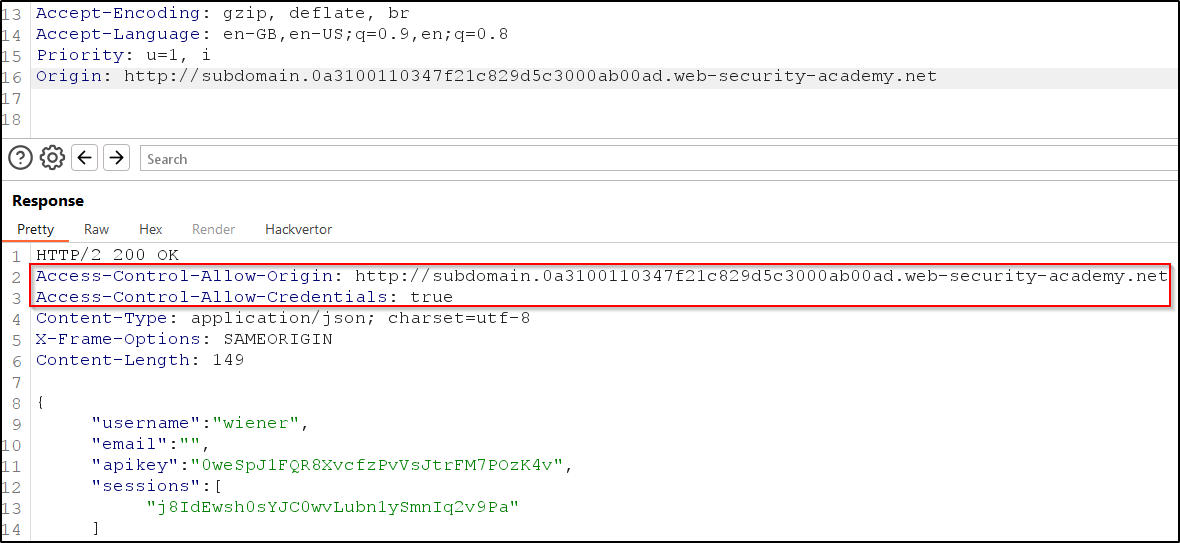 13 Accept-Encoding: gzip, deflate, br
14 Accept-Language: en-GB,en-US;q=0.9,en;q=0.8
15 Priority: u=1, i
16 Origin: http://subdomain.0a3100110347f21c829d5c3000ab00ad.web-security-academy.net
17
18
? Search
Response
Pretty Raw Hex Render Hackvertor
1 HTTP/2 200 OK
2 Access-Control-Allow-Origin: http://subdomain.0a3100110347f21c829d5c3000ab00ad.web-security-academy.net
3 Access-Control-Allow-Credentials: true
4 Content-Type: application/json; charset=utf-8
5 X-Frame-Options: SAMEORIGIN
6 Content-Length: 149
7
8 {
9 "username":"wiener",
10 "email":"",
11 "apikey":"0weSpJ1FQR8XvcfzPvVsJtrFM7POzK4v",
12 "sessions":[
13 "j8IdEwsh0sYJC0wvLubn1ySmnIq2v9Pa"
14 ]